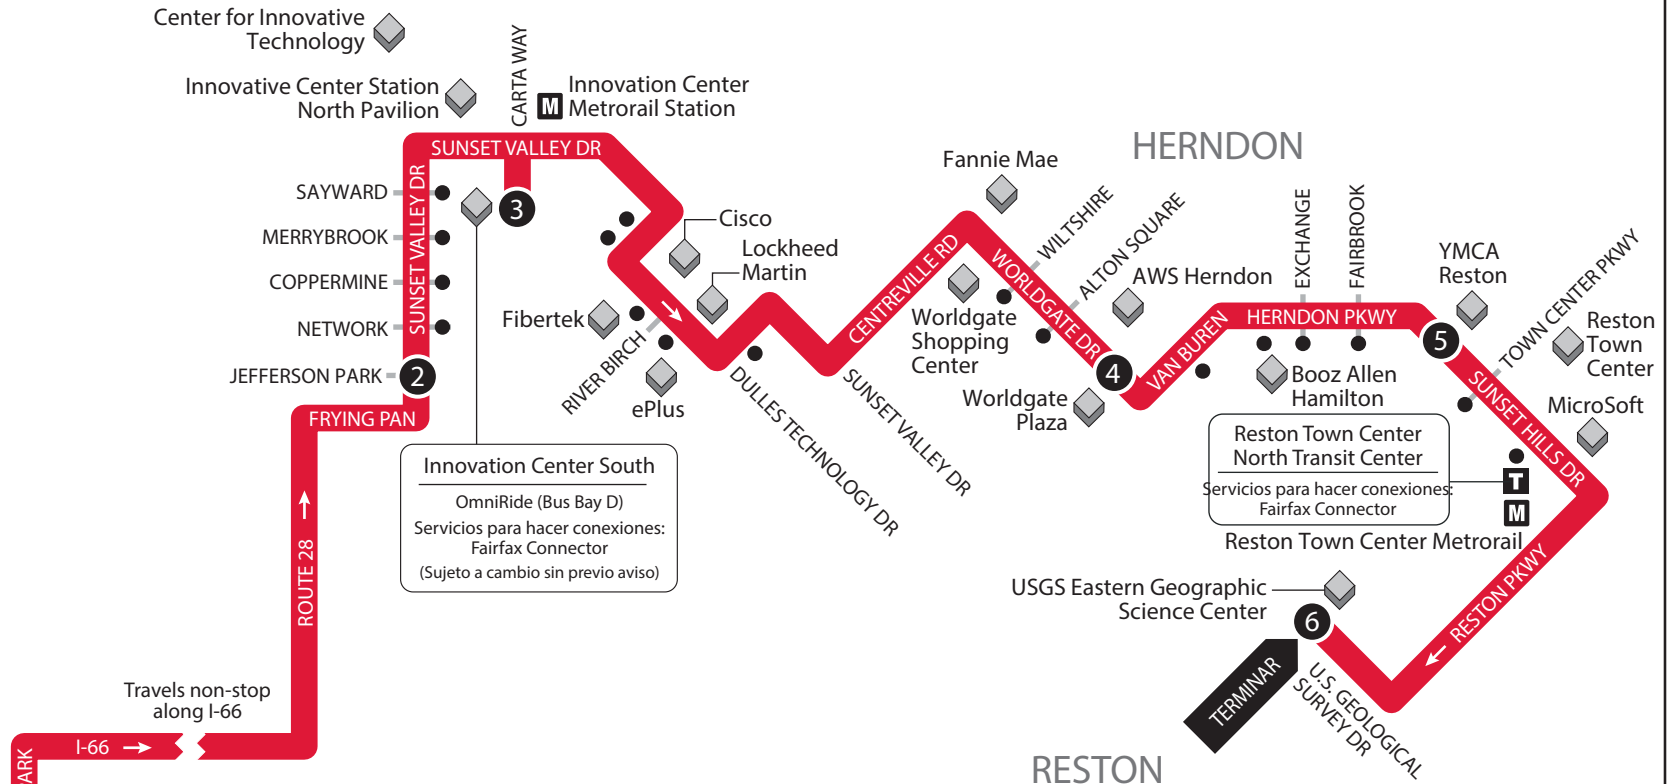 Center for Innovative
Technology
Innovative Center Station
North Pavilion
CARTA WAY
M
Innovation Center
Metrorail Station
SUNSET VALLEY DR
SUNSET VALLEY DR
SAYWARD
MERRYBROOK
COPPERMINE
NETWORK
JEFFERSON PARK
2
3
FRYING PAN
ROUTE 28
Travels non-stop
along I-66
I-66
ARK
Innovation Center South
OmniRide (Bus Bay D)
Servicios para hacer conexiones:
Fairfax Connector
(Sujeto a cambio sin previo aviso)
Cisco
Lockheed
Martin
Fibertek
RIVER BIRCH
ePlus
DULLES TECHNOLOGY DR
SUNSET VALLEY DR
CENTREVILLE RD
HERNDON
Fannie Mae
WORLDGATE DR
WILTSHIRE
ALTON SQUARE
Worldgate
Shopping
Center
AWS Herndon
4
Worldgate
Plaza
VAN BUREN
HERNDON PKWY
EXCHANGE
FAIRBROOK
Booz Allen
Hamilton
5
YMCA
Reston
TOWN CENTER PKWY
Reston
Town
Center
SUNSET HILLS DR
MicroSoft
Reston Town Center
North Transit Center
Servicios para hacer conexiones:
Fairfax Connector
T
M
Reston Town Center Metrorail
RESTON PKWY
USGS Eastern Geographic
Science Center
6
TERMINAR
U.S. GEOLOGICAL
SURVEY DR
RESTON